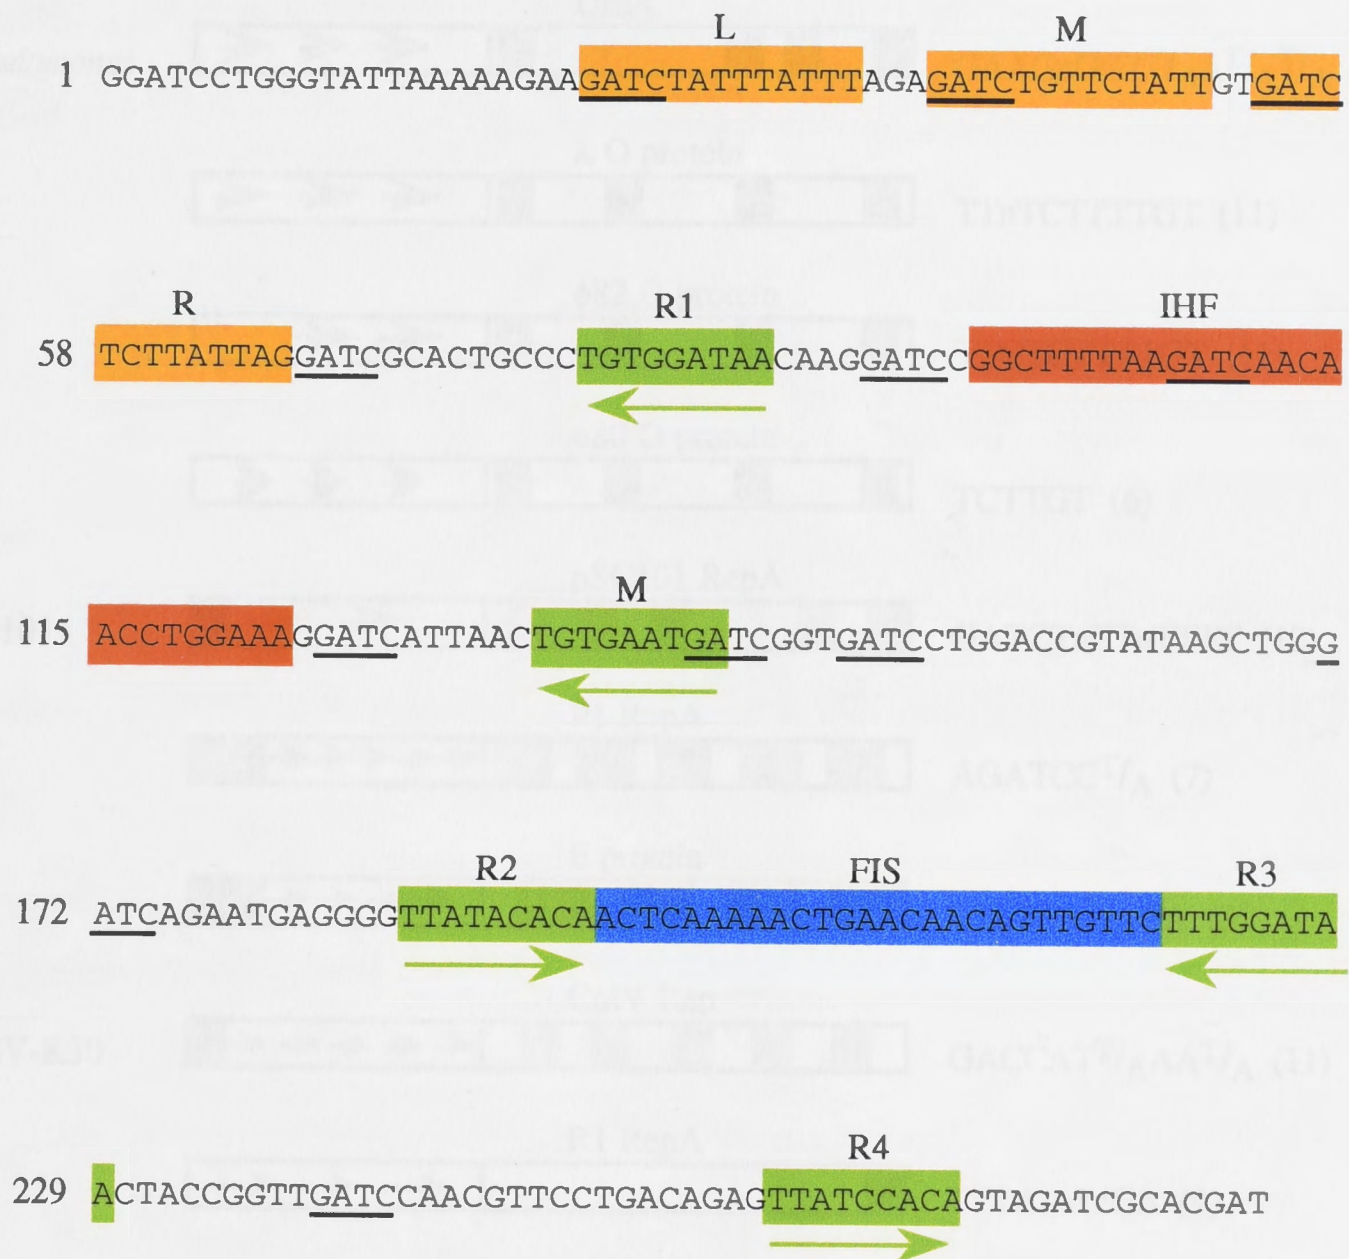 L M
1 GGATCCTGGGTATTAAAAAGAAGATCTATTTATTTAGAGATCTGTTCTATTGTGATC
R R1 IHF
58 TCTTATTAGGATCGCACTGCCCTGTGGATAACAAGGATCCGGCTTTTAAGATCAACA
M
115 ACCTGGAAAGGATCATTAACTGTGAATGATCGGTGATCCTGGACCGTATAAGCTGGG
R2 FIS R3
172 ATCAGAATGAGGGGTTATACACAACTCAAAAACTGAACAACAGTTGTTCTTTGGATA
R4
229 ACTACCGGTTGATCCAACGTTCCTGACAGAGTTATCCACAGTAGATCGCACGAT